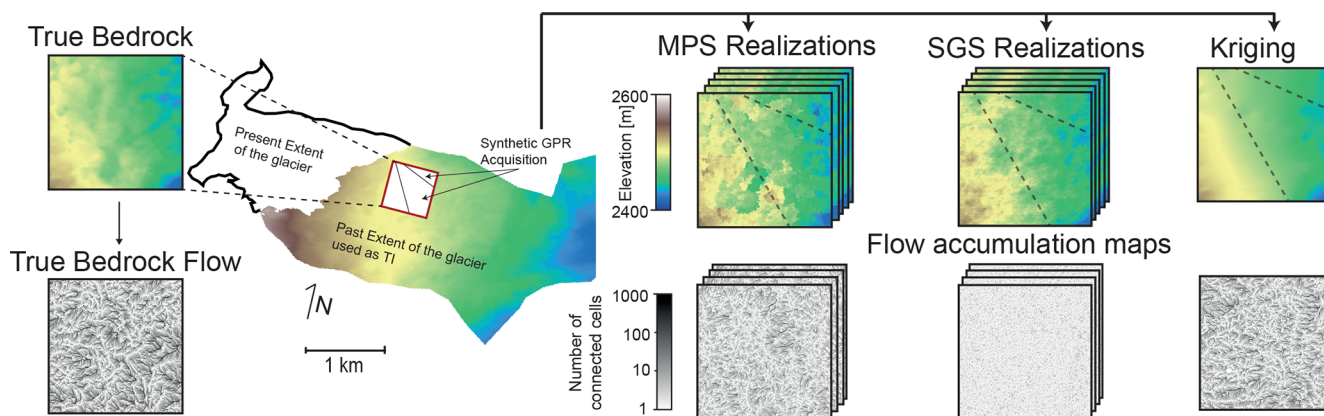 True Bedrock
True Bedrock Flow
Present Extent
of the glacier
Synthetic GPR
Acquisition
Past Extent of the glacier
used as TI
N
1 km
MPS Realizations
SGS Realizations
Kriging
2600
Elevation [m]
2400
Flow accumulation maps
Number of
connected cells
1000
100
10
1